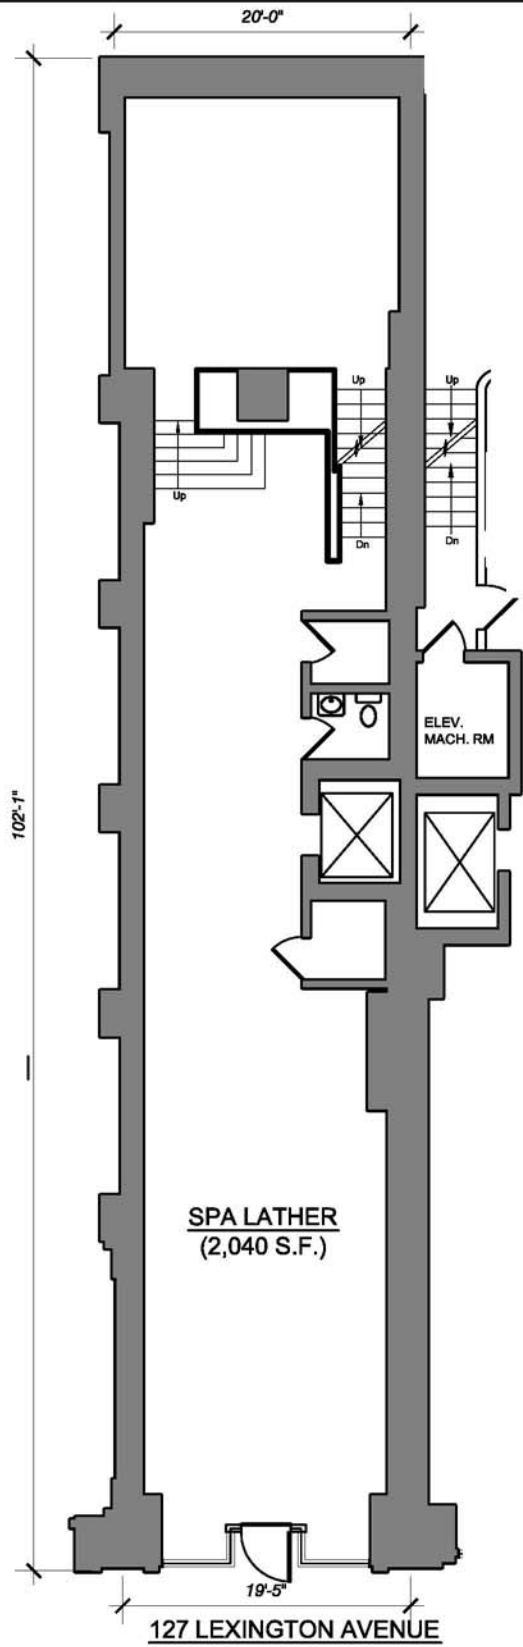 20'-0"
Up
Up
Up
Dn
Dn
ELEV.
MACH. RM
102'-1"
SPA LATHER
(2,040 S.F.)
19'-5"
127 LEXINGTON AVENUE